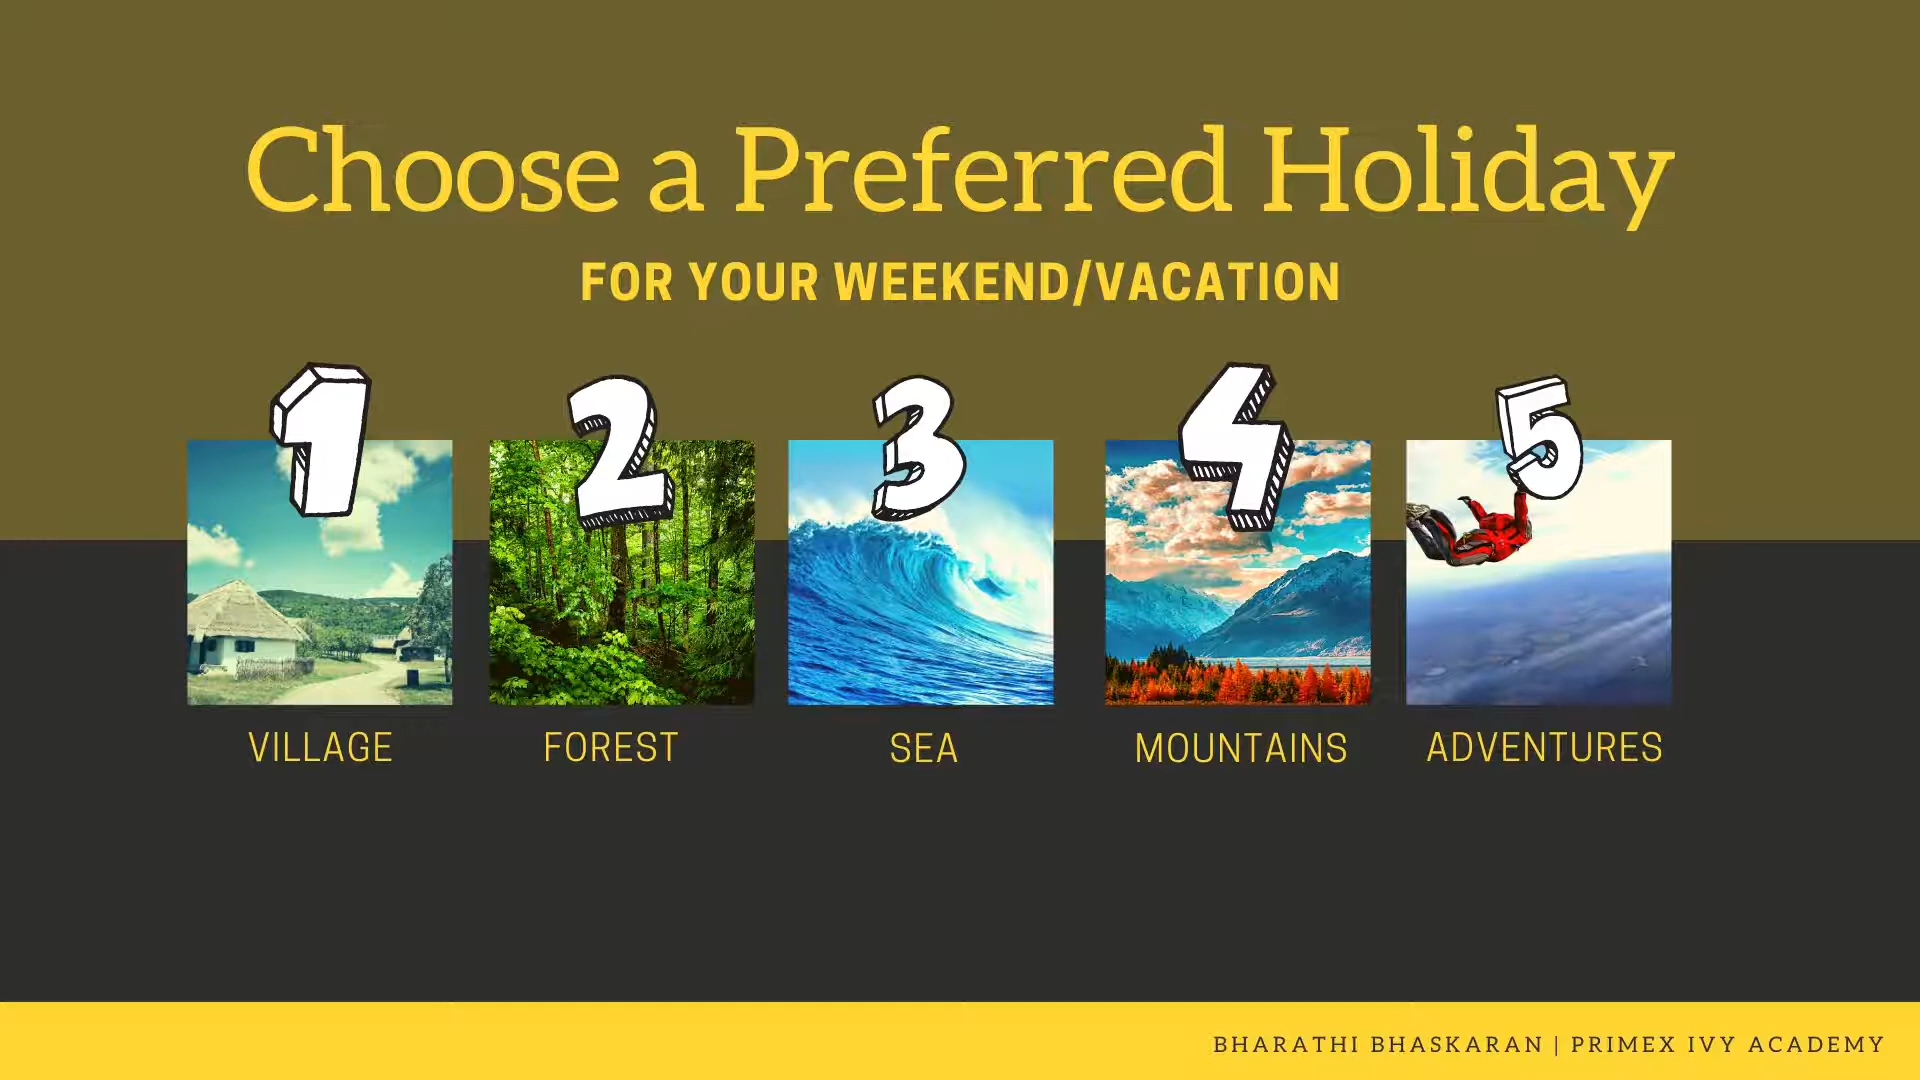 Choose a Preferred Holiday
FOR YOUR WEEKEND/VACATION
1
2
3
4
5
VILLAGE
FOREST
SEA
MOUNTAINS
ADVENTURES
BHARATHI BHASKARAN | PRIMEX IVY ACADEMY